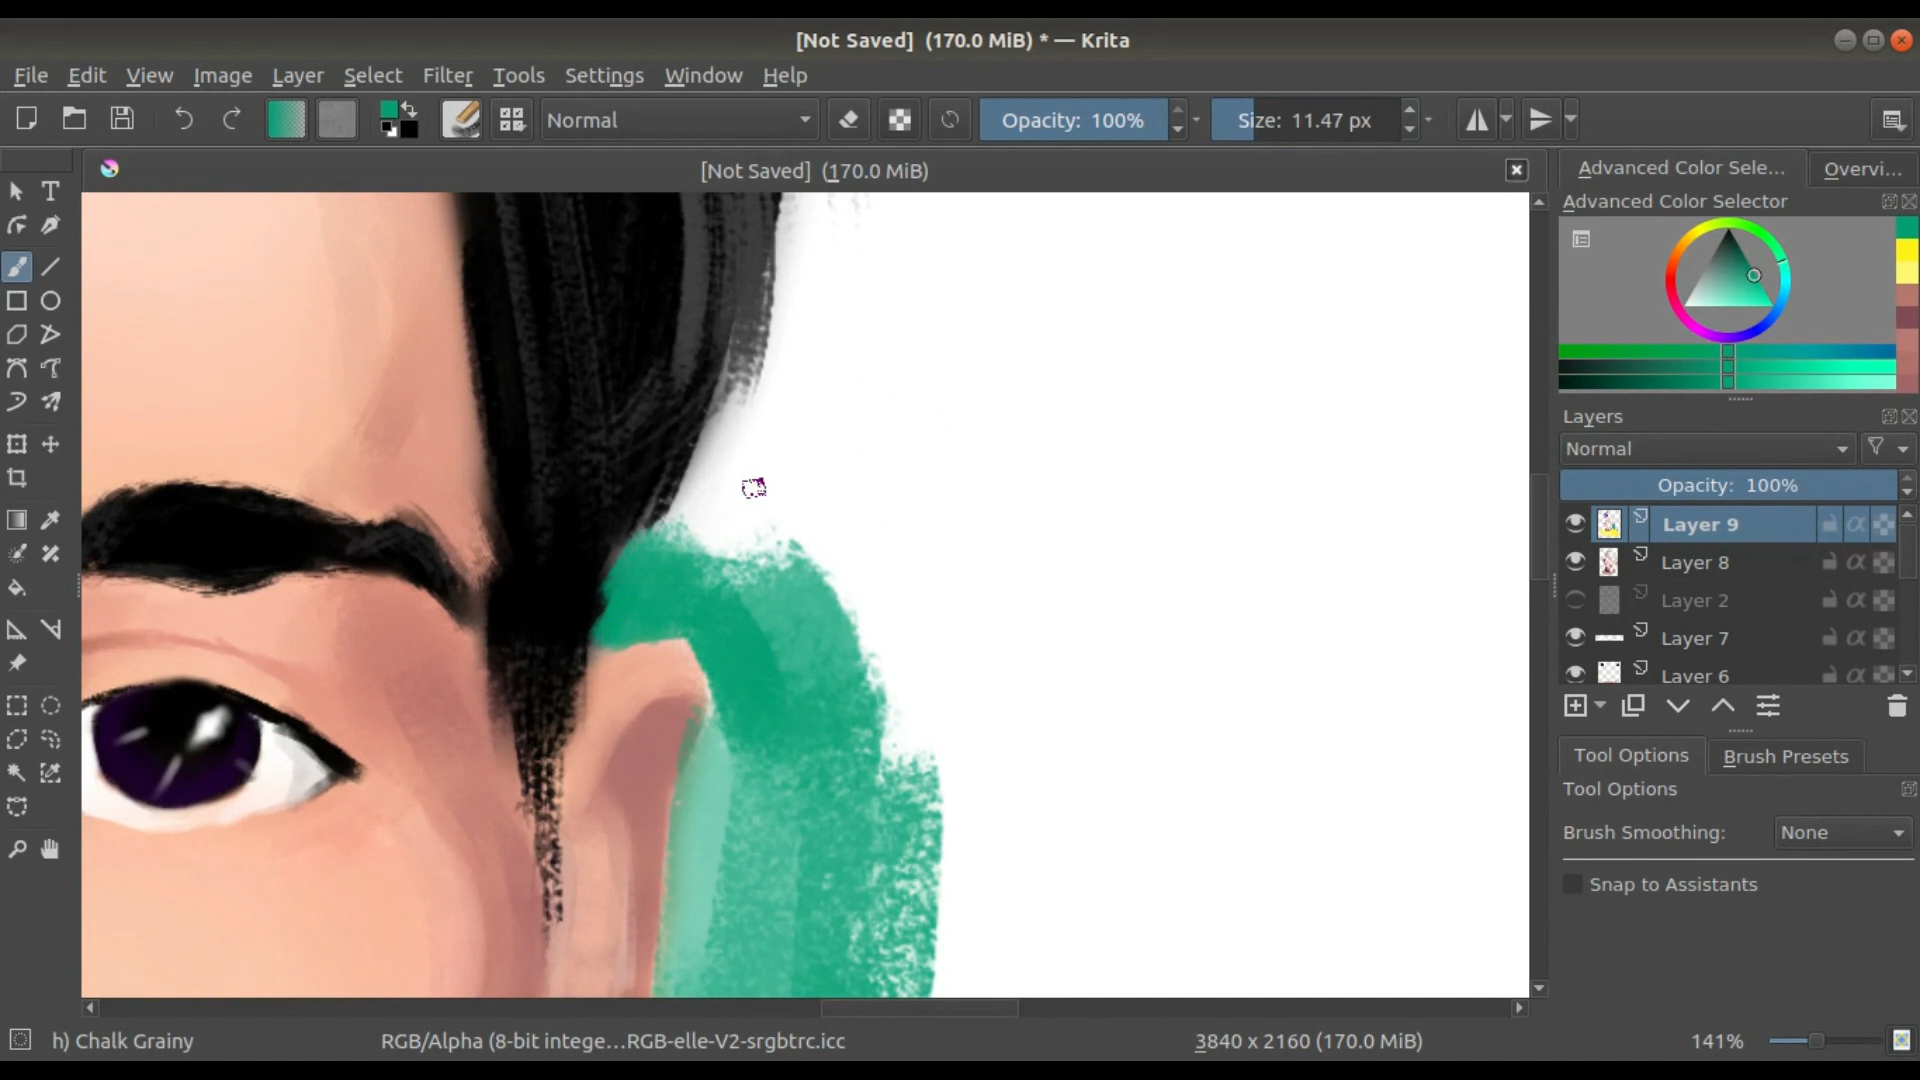 [Not Saved] (170.0 MiB) * — Krita
File Edit View Image Layer Select Filter Tools Settings Window Help
Normal
Opacity: 100%
Size: 11.47 px
[Not Saved] (170.0 MiB)
Advanced Color Sele...
Overvi...
Advanced Color Selector
Layers
Normal
Opacity: 100%
Layer 9
Layer 8
Layer 2
Layer 7
Layer 6
Tool Options
Brush Presets
Tool Options
Brush Smoothing:
None
Snap to Assistants
h) Chalk Grainy
RGB/Alpha (8-bit intege...RGB-elle-V2-srgbtrc.icc
3840 x 2160 (170.0 MiB)
141%